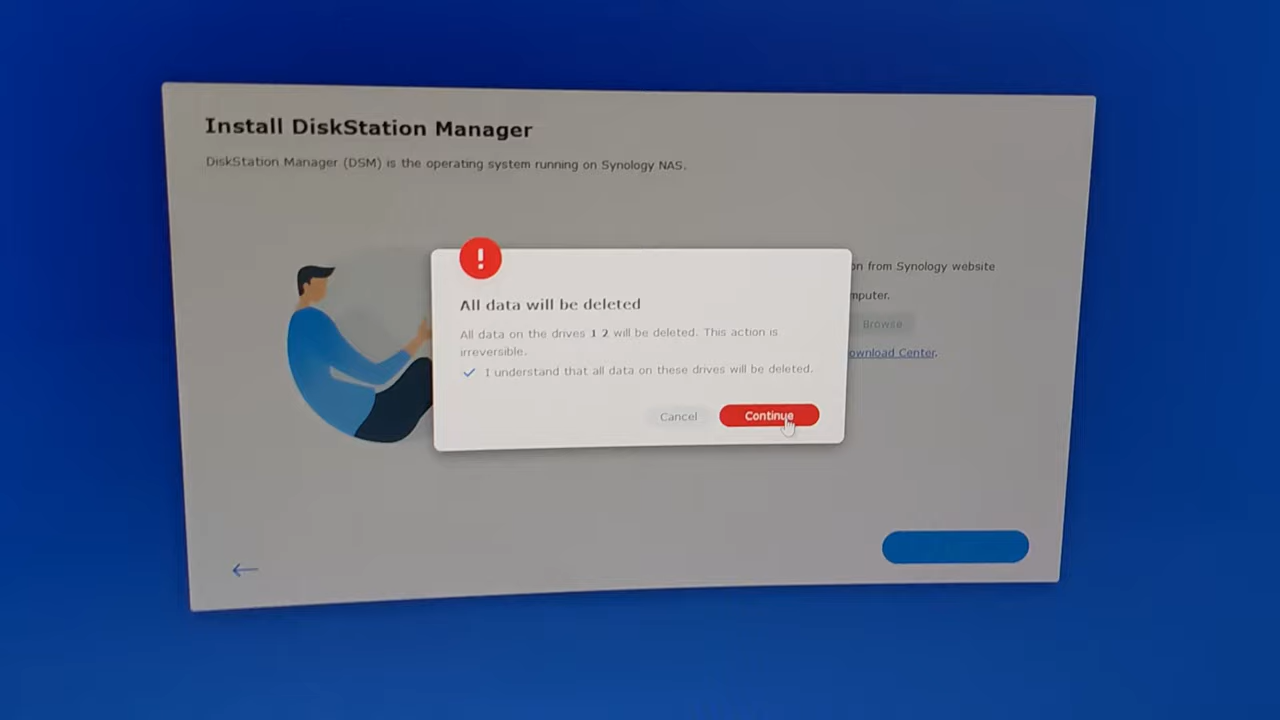 Install DiskStation Manager
DiskStation Manager (DSM) is the operating system running on Synology NAS.
on from Synology website
mputer.
Browse
ownload Center.
!
All data will be deleted
All data on the drives 1 2 will be deleted. This action is
irreversible.
I understand that all data on these drives will be deleted.
Cancel
Continue